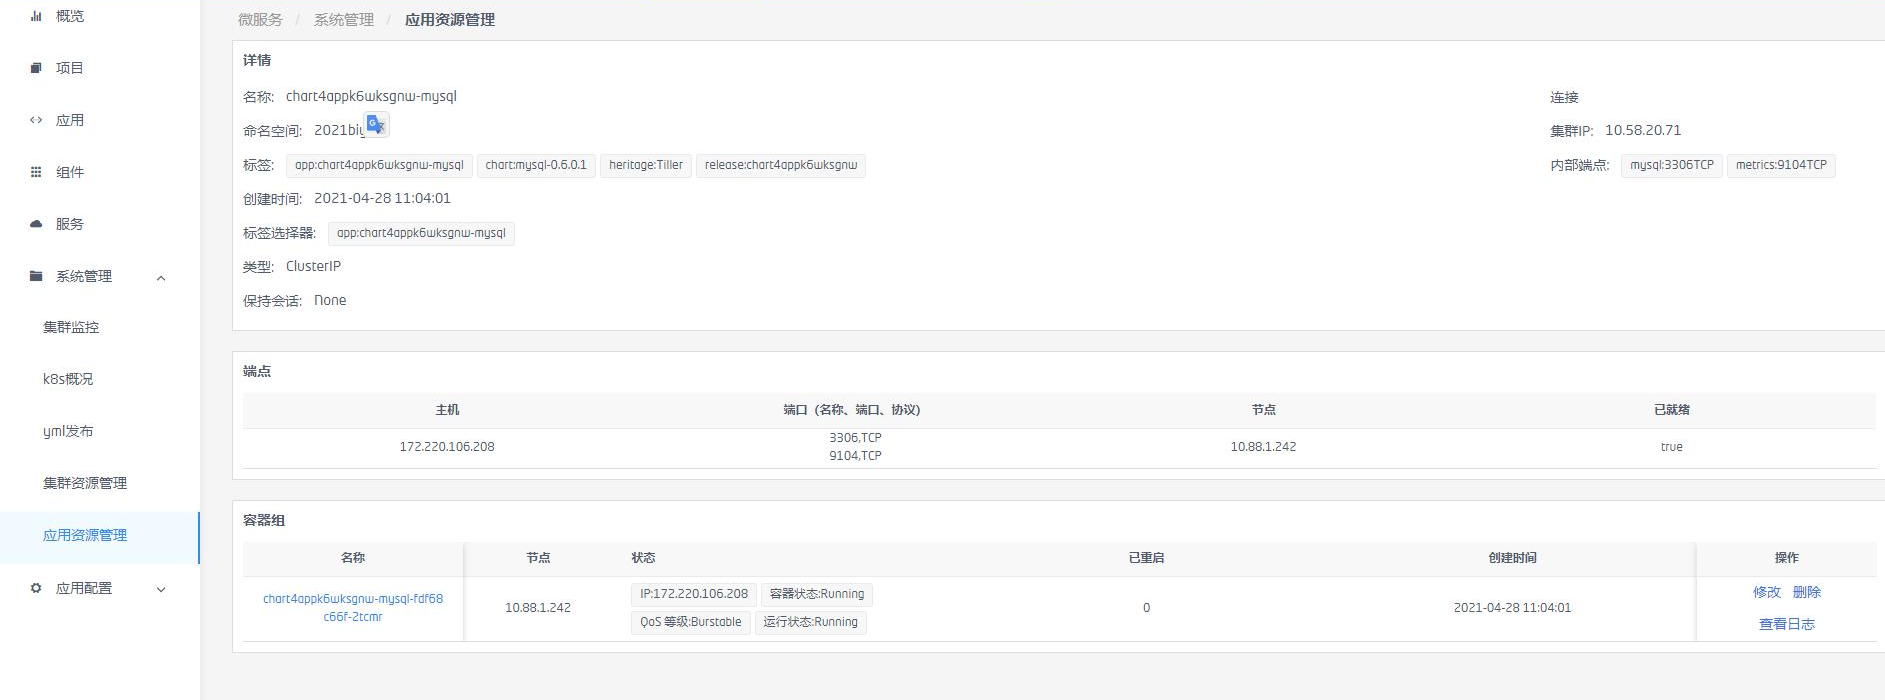 概览
项目
应用
组件
服务
系统管理
集群监控
k8s概况
yml发布
集群资源管理
应用资源管理
应用配置
微服务 / 系统管理 / 应用资源管理
详情
名称: chart4appk6wksgnw-mysql
命名空间:
标签: app:chart4appk6wksgnw-mysql chart:mysql-0.6.0.1 heritage:Tiller release:chart4appk6wksgnw
创建时间: 2021-04-28 11:04:01
标签选择器: app:chart4appk6wksgnw-mysql
类型: ClusterIP
保持会话: None
连接
集群IP: 10.58.20.71
内部端点: mysql:3306TCP metrics:9104TCP
端点
主机 端口（名称、端口、协议） 节点 已就绪
172.220.106.208 3306,TCP 10.88.1.242 true
9104,TCP
容器组
名称 节点 状态 已重启 创建时间 操作
chart4appk6wksgnw-mysql-fdf68
c66f-2tcmr
10.88.1.242
IP:172.220.106.208 容器状态:Running
QoS 等级:Burstable 运行状态:Running
0
2021-04-28 11:04:01
修改 删除
查看日志